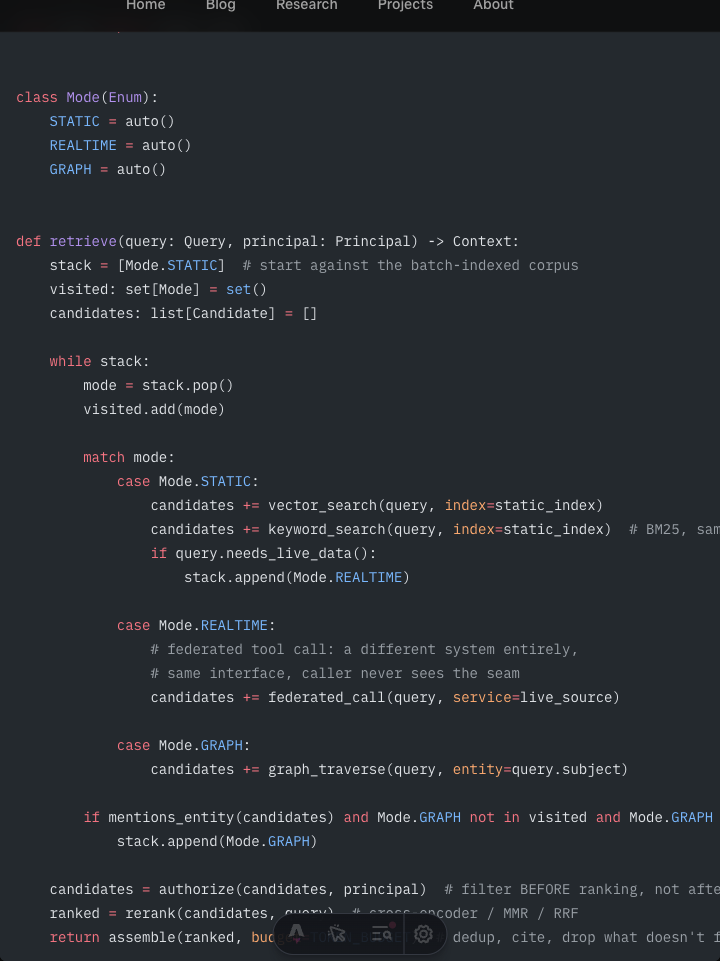 Home Blog Research Projects About
class Mode(Enum):
    STATIC = auto()
    REALTIME = auto()
    GRAPH = auto()
def retrieve(query: Query, principal: Principal) -> Context:
    stack = [Mode.STATIC]  # start against the batch-indexed corpus
    visited: set[Mode] = set()
    candidates: list[Candidate] = []
    while stack:
        mode = stack.pop()
        visited.add(mode)
        match mode:
            case Mode.STATIC:
                candidates += vector_search(query, index=static_index)
                candidates += keyword_search(query, index=static_index)  # BM25, sam
                if query.needs_live_data():
                    stack.append(Mode.REALTIME)
            case Mode.REALTIME:
                # federated tool call: a different system entirely,
                # same interface, caller never sees the seam
                candidates += federated_call(query, service=live_source)
            case Mode.GRAPH:
                candidates += graph_traverse(query, entity=query.subject)
        if mentions_entity(candidates) and Mode.GRAPH not in visited and Mode.GRAPH
            stack.append(Mode.GRAPH)
    candidates = authorize(candidates, principal)  # filter BEFORE ranking, not afte
    ranked = rerank(candidates, query)  # cross-encoder / MMR / RRF
    return assemble(ranked, dedup, cite, drop what doesn't f